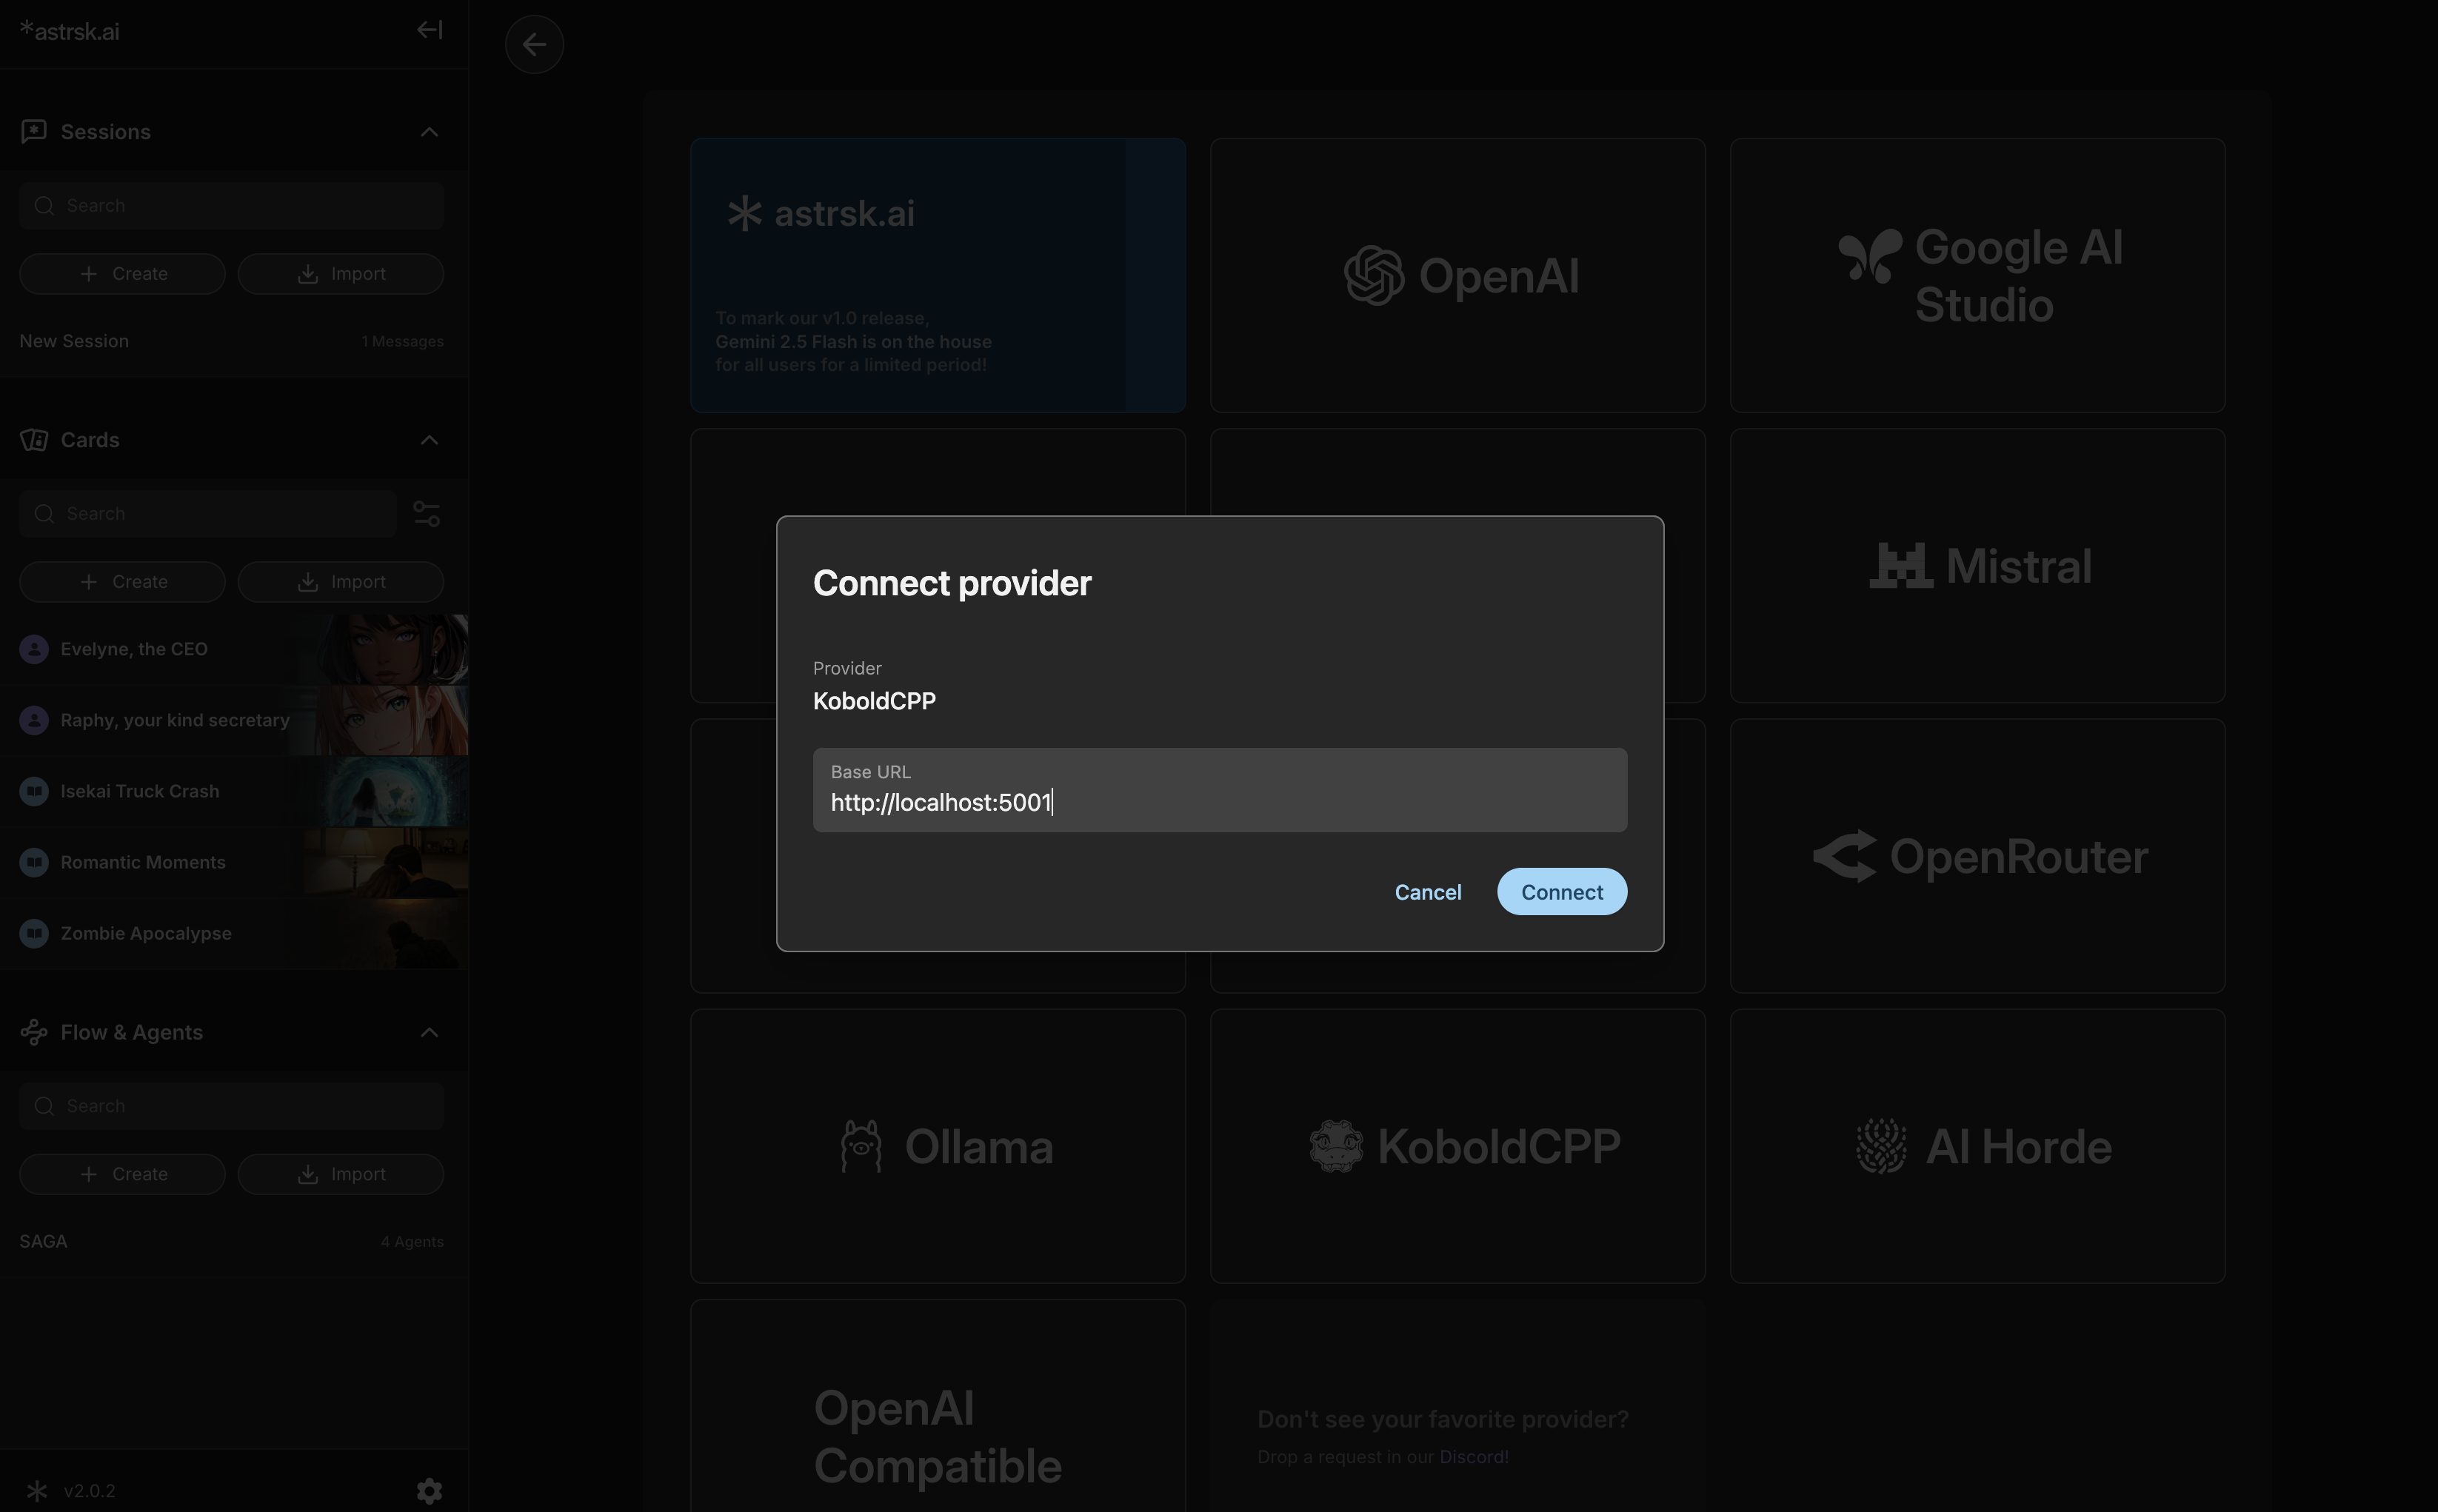 *astrsk.ai
Sessions
Search
Create
Import
New Session
1 Messages
Cards
Search
Create
Import
Evelyne, the CEO
Raphy, your kind secretary
Isekai Truck Crash
Romantic Moments
Zombie Apocalypse
Flow & Agents
Search
Create
Import
SAGA
4 Agents
v2.0.2
astrsk.ai
To mark our v1.0 release,
Gemini 2.5 Flash is on the house
for all users for a limited period!
OpenAI
Google AI
Studio
Mistral
Connect provider
Provider
KoboldCPP
Base URL
http://localhost:5001
Cancel
Connect
OpenRouter
Ollama
KoboldCPP
AI Horde
OpenAI
Compatible
Don't see your favorite provider?
Drop a request in our Discord!